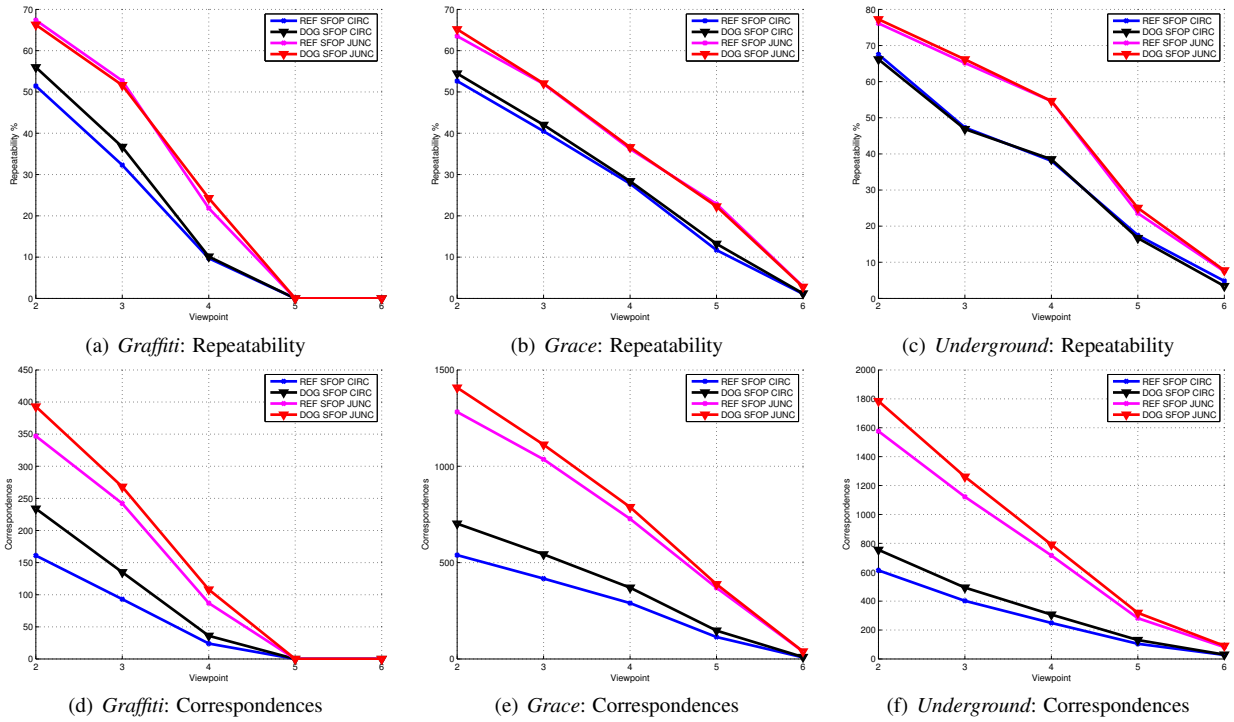 70
60
50
40
30
20
10
0
Repeatability %
2 3 4 5 6
Viewpoint
REF SFOP CIRC
DOG SFOP CIRC
REF SFOP JUNC
DOG SFOP JUNC
(a) Graffiti: Repeatability
70
60
50
40
30
20
10
0
Repeatability %
2 3 4 5 6
Viewpoint
REF SFOP CIRC
DOG SFOP CIRC
REF SFOP JUNC
DOG SFOP JUNC
(b) Grace: Repeatability
80
70
60
50
40
30
20
10
0
Repeatability %
2 3 4 5 6
Viewpoint
REF SFOP CIRC
DOG SFOP CIRC
REF SFOP JUNC
DOG SFOP JUNC
(c) Underground: Repeatability
450
400
350
300
250
200
150
100
50
0
Correspondences
2 3 4 5 6
Viewpoint
REF SFOP CIRC
DOG SFOP CIRC
REF SFOP JUNC
DOG SFOP JUNC
(d) Graffiti: Correspondences
1500
1000
500
0
Correspondences
2 3 4 5 6
Viewpoint
REF SFOP CIRC
DOG SFOP CIRC
REF SFOP JUNC
DOG SFOP JUNC
(e) Grace: Correspondences
2000
1800
1600
1400
1200
1000
800
600
400
200
0
Correspondences
2 3 4 5 6
Viewpoint
REF SFOP CIRC
DOG SFOP CIRC
REF SFOP JUNC
DOG SFOP JUNC
(f) Underground: Correspondences